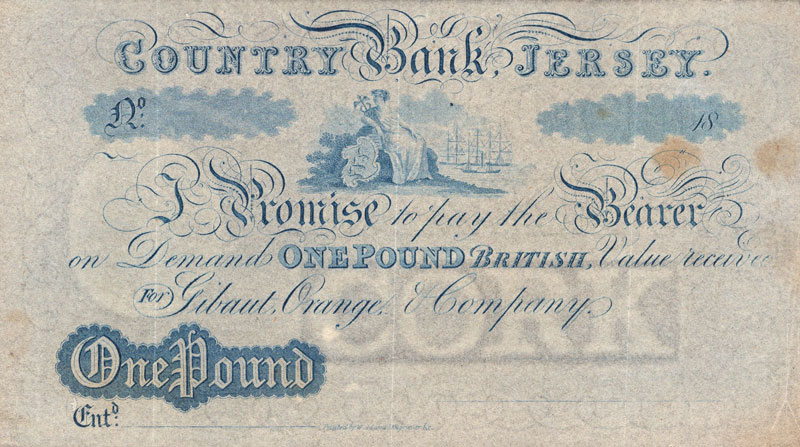 COUNTRY Bank, JERSEY.
No. 18
I Promise to pay the Bearer
on Demand ONE POUND BRITISH, Value receive
For Gibaut, Orange, & Company.
One Pound
Entd.